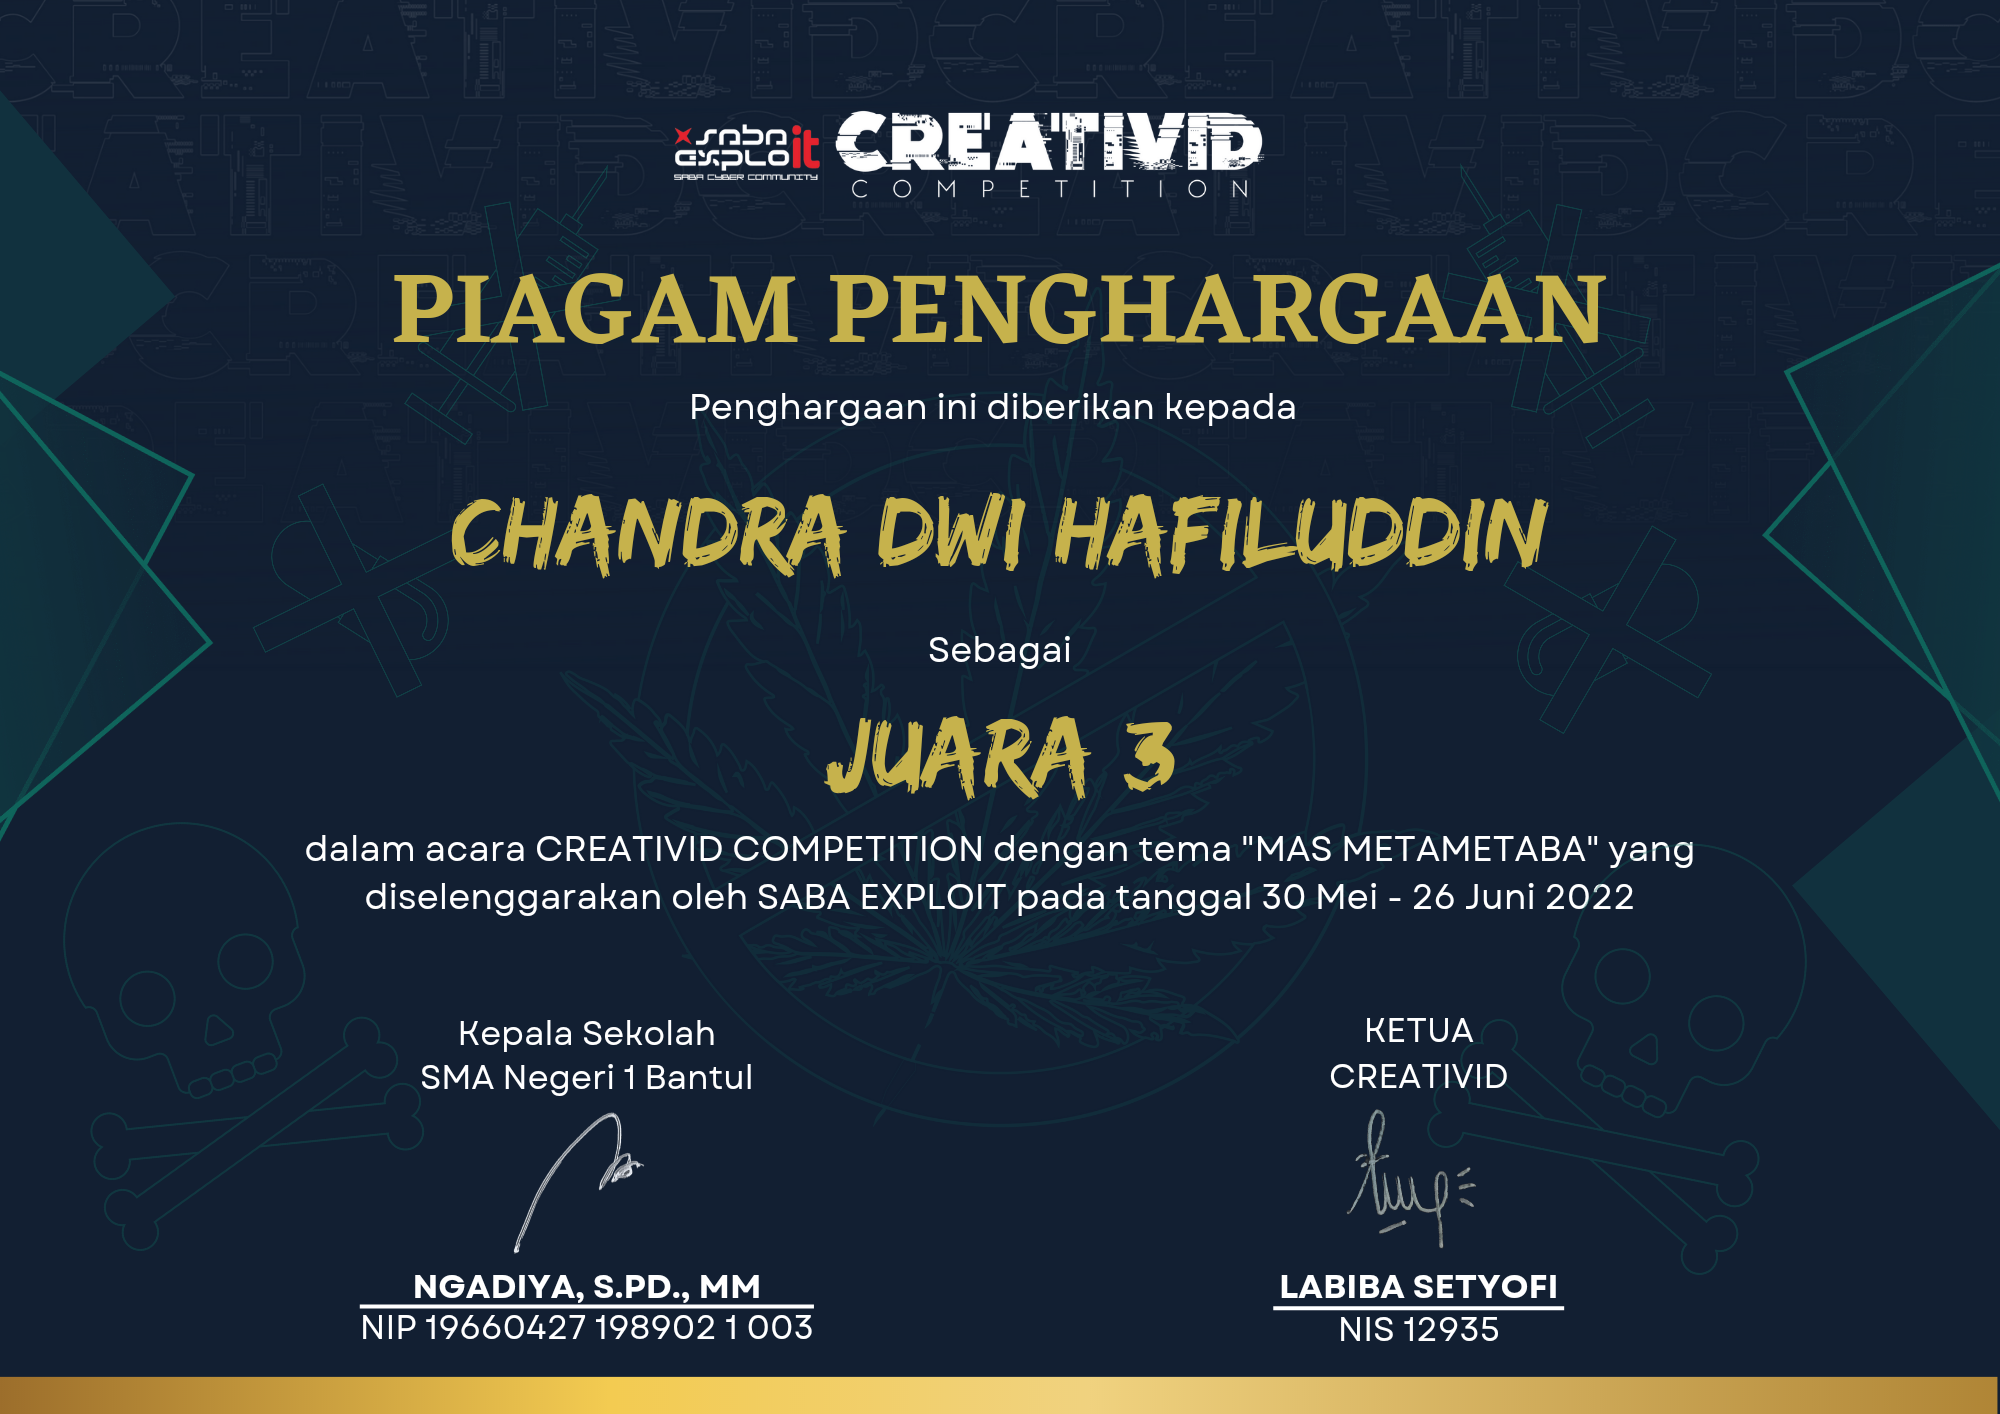 saba
exploit
SABA CYBER COMMUNITY
CREATIVID
COMPETITION
PIAGAM PENGHARGAAN
Penghargaan ini diberikan kepada
CHANDRA DWI HAFILUDDIN
Sebagai
JUARA 3
dalam acara CREATIVID COMPETITION dengan tema "MAS METAMETABA" yang
diselenggarakan oleh SABA EXPLOIT pada tanggal 30 Mei - 26 Juni 2022
Kepala Sekolah
SMA Negeri 1 Bantul
NGADIYA, S.PD., MM
NIP 19660427 198902 1 003
KETUA
CREATIVID
LABIBA SETYOFI
NIS 12935